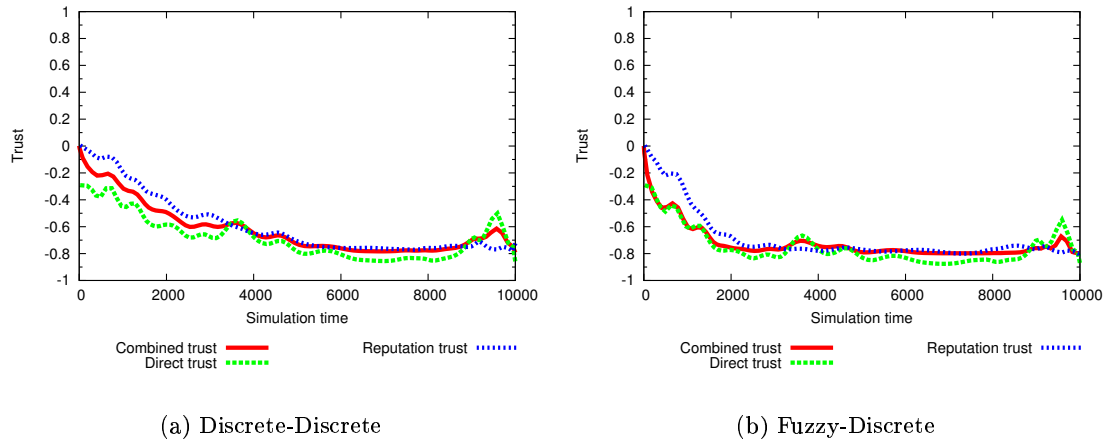 1
0.8
0.6
0.4
0.2
0
-0.2
-0.4
-0.6
-0.8
-1
Trust
0 2000 4000 6000 8000 10000
Simulation time
Combined trust
Direct trust
Reputation trust
(a) Discrete-Discrete
1
0.8
0.6
0.4
0.2
0
-0.2
-0.4
-0.6
-0.8
-1
Trust
0 2000 4000 6000 8000 10000
Simulation time
Combined trust
Direct trust
Reputation trust
(b) Fuzzy-Discrete